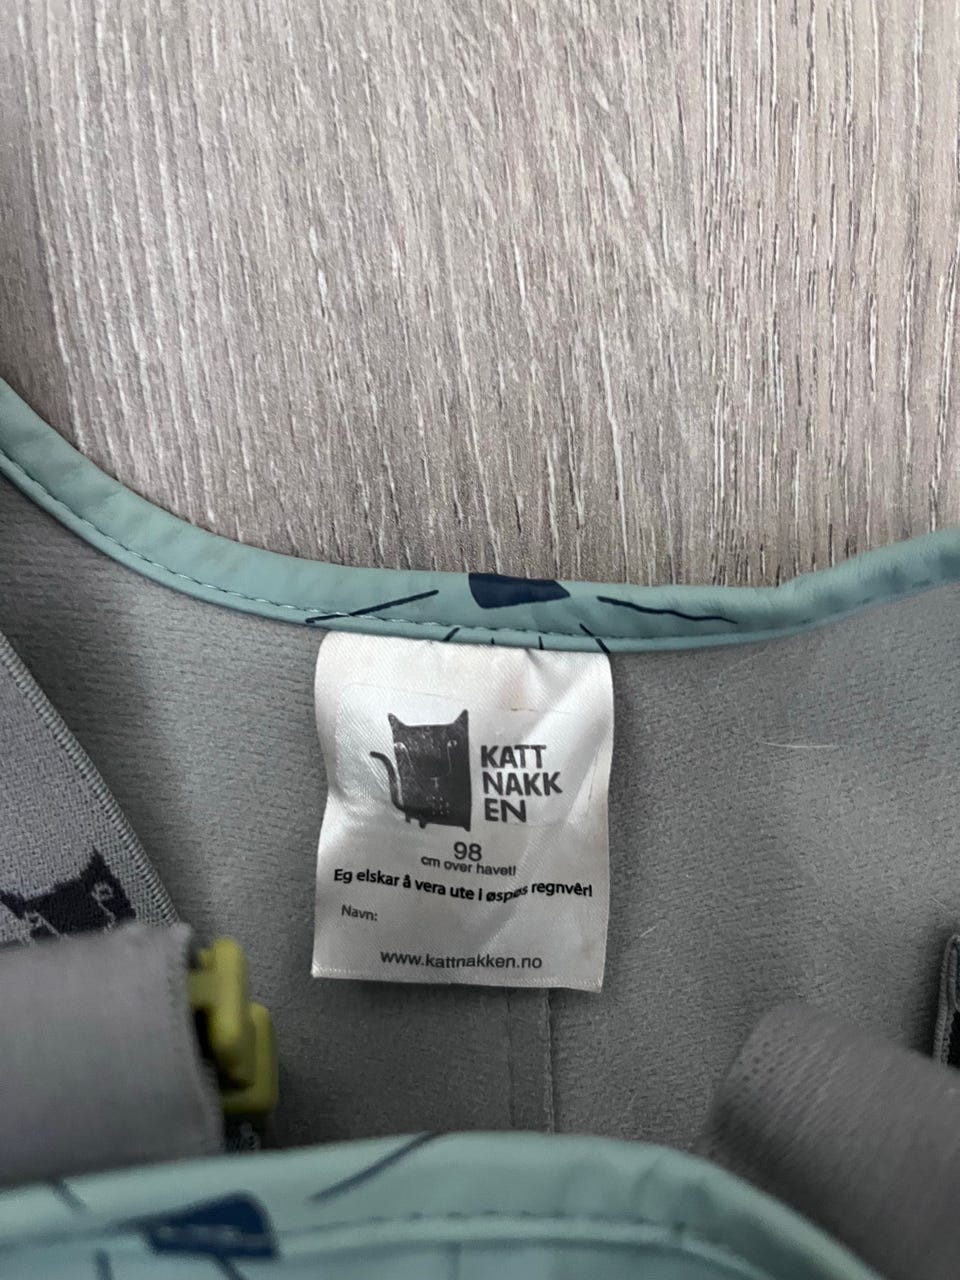 KATT
NAKK
EN
98
cm over havet!
Eg elskar å vera ute i øspøs regnvêr!
Navn:
www.kattnakken.no